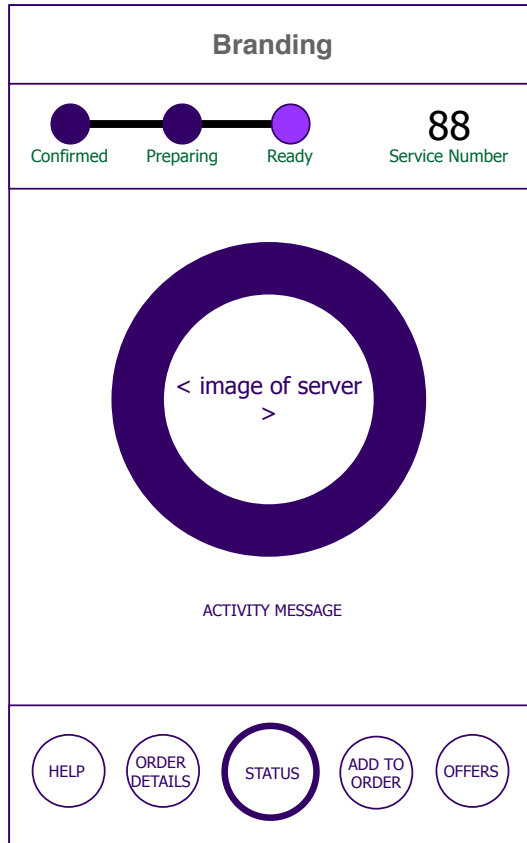 Branding
88
Confirmed Preparing Ready Service Number
< image of server
>
ACTIVITY MESSAGE
HELP
ORDER
DETAILS
STATUS
ADD TO
ORDER
OFFERS